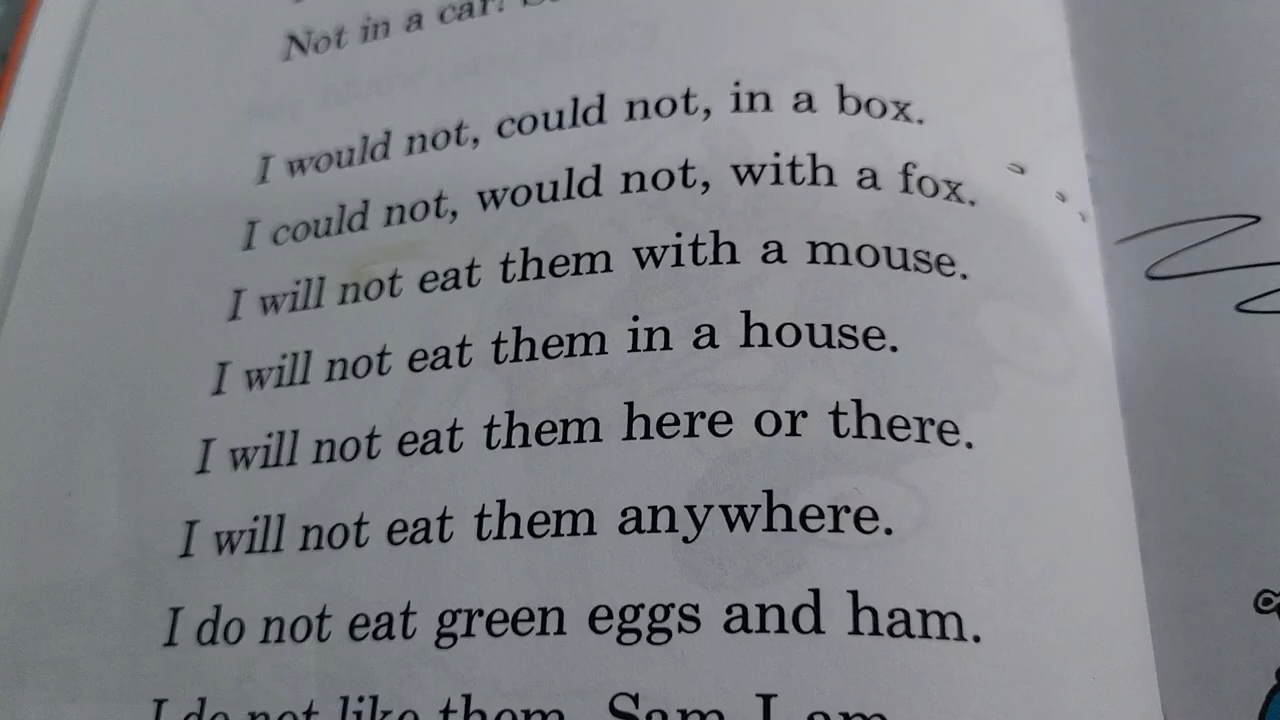 Not in a car!
I would not, could not, in a box.
I could not, would not, with a fox.
I will not eat them with a mouse.
I will not eat them in a house.
I will not eat them here or there.
I will not eat them anywhere.
I do not eat green eggs and ham.
I do not like them, Sam-I-am.